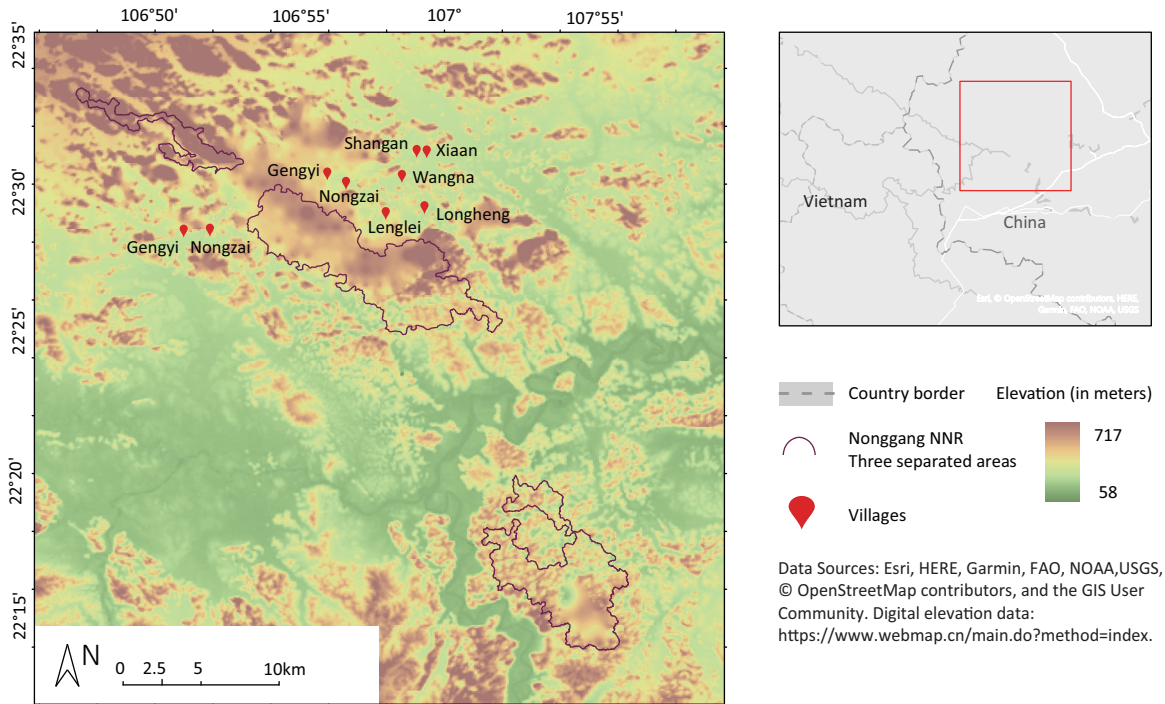 106°50'
106°55'
107°
107°55'
22°35'
22°30'
22°25'
22°20'
22°15'
Shangan
Xiaan
Gengyi
Wangna
Nongzai
Longheng
Lenglei
Gengyi
Nongzai
N
0 2.5 5 10km
Vietnam
China
Esri, © OpenStreetMap contributors, HERE,
Garmin, FAO, NOAA, USGS
Country border
Elevation (in meters)
Nonggang NNR
Three separated areas
717
58
Villages
Data Sources: Esri, HERE, Garmin, FAO, NOAA,USGS,
© OpenStreetMap contributors, and the GIS User
Community. Digital elevation data:
https://www.webmap.cn/main.do?method=index.